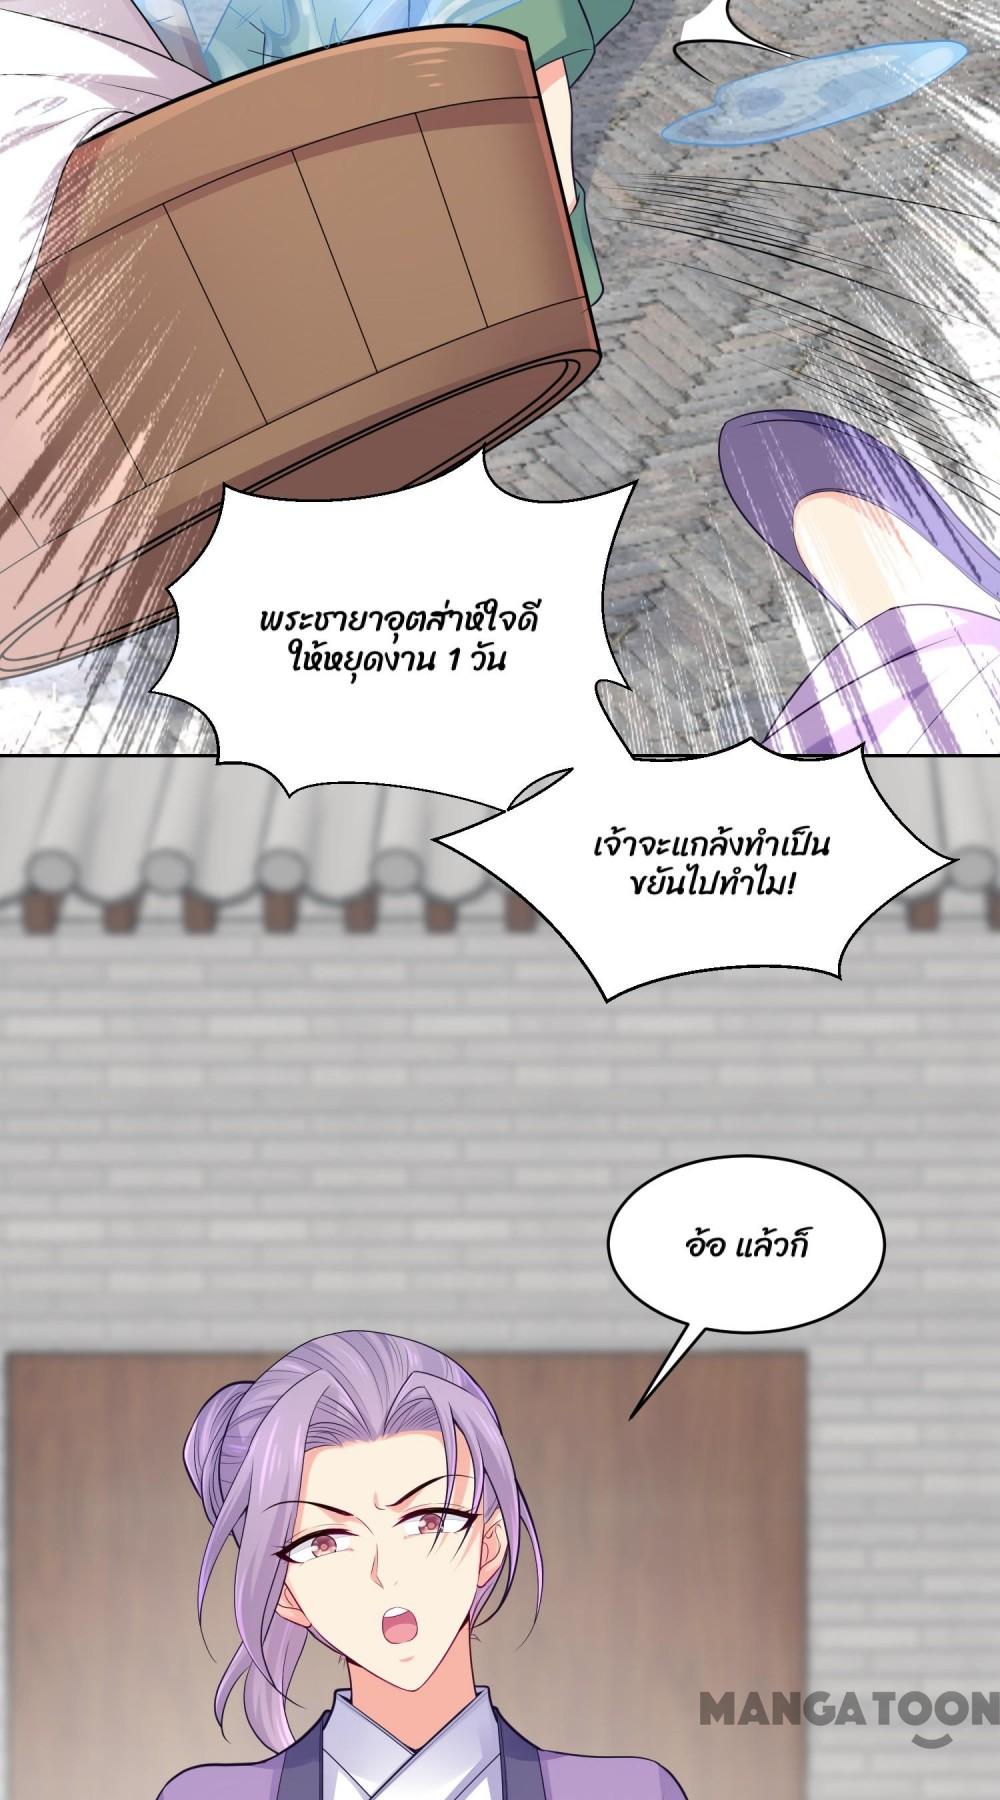 พระชายาอุตส่าห์ใจดี
ให้หยุดงาน 1 วัน
เจ้าจะแกล้งทำเป็น
ขยันไปทำไม!
อ้อ แล้วก็
MANGATOON